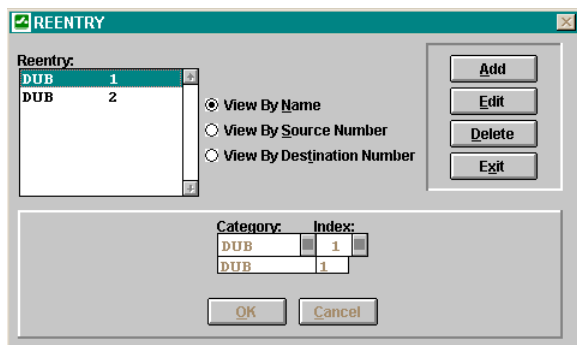 REENTRY
Reentry:
DUB 1
DUB 2
View By Name
View By Source Number
View By Destination Number
Add
Edit
Delete
Exit
Category: Index:
DUB 1
DUB 1
OK Cancel